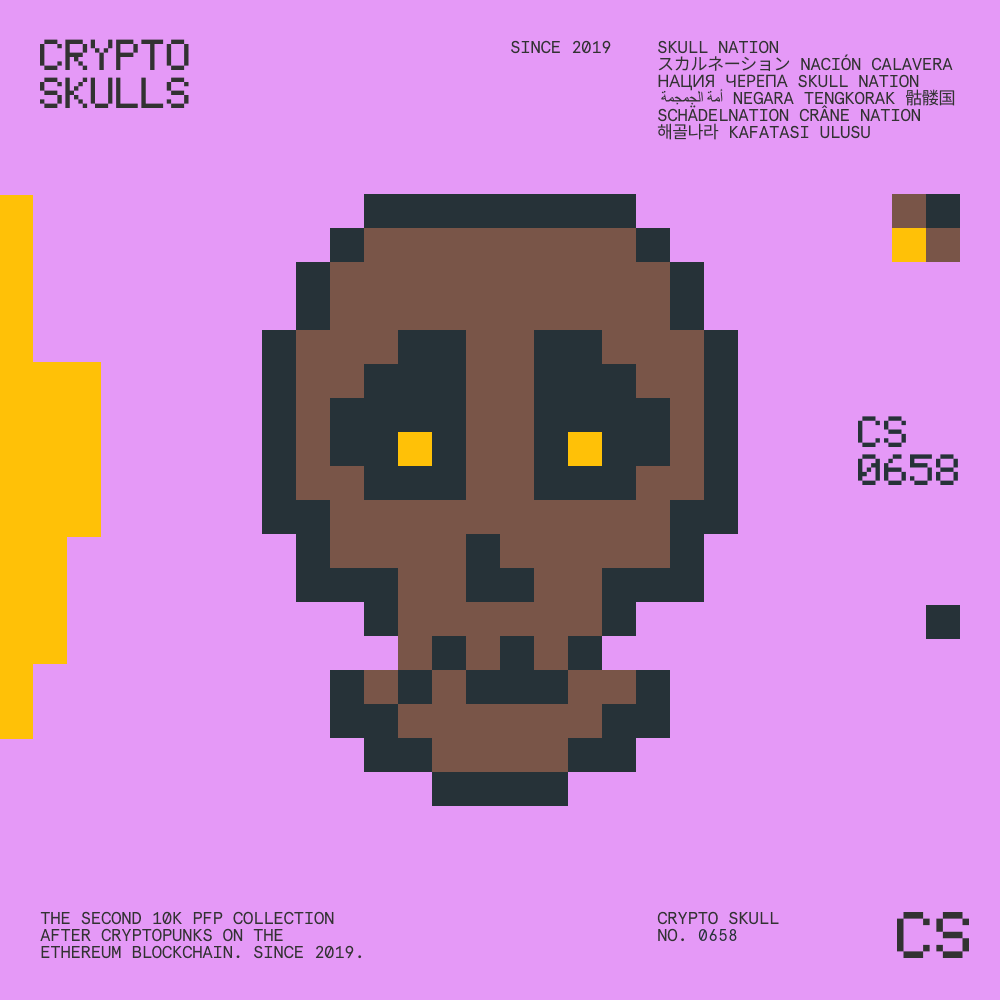 CRYPTO
SKULLS
SINCE 2019
SKULL NATION
スカルネーション NACIÓN CALAVERA
НАЦИЯ ЧЕРЕПА SKULL NATION
أمة الجمجمة NEGARA TENGKORAK 骷髅国
SCHÄDELNATION CRÂNE NATION
해골나라 KAFATASI ULUSU
CS
0658
THE SECOND 10K PFP COLLECTION
AFTER CRYPTOPUNKS ON THE
ETHEREUM BLOCKCHAIN. SINCE 2019.
CRYPTO SKULL
NO. 0658
CS